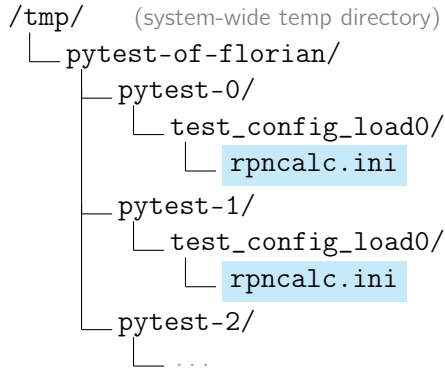 /tmp/ (system-wide temp directory)
pytest-of-florian/
pytest-0/
test_config_load0/
rpncalc.ini
pytest-1/
test_config_load0/
rpncalc.ini
pytest-2/
...